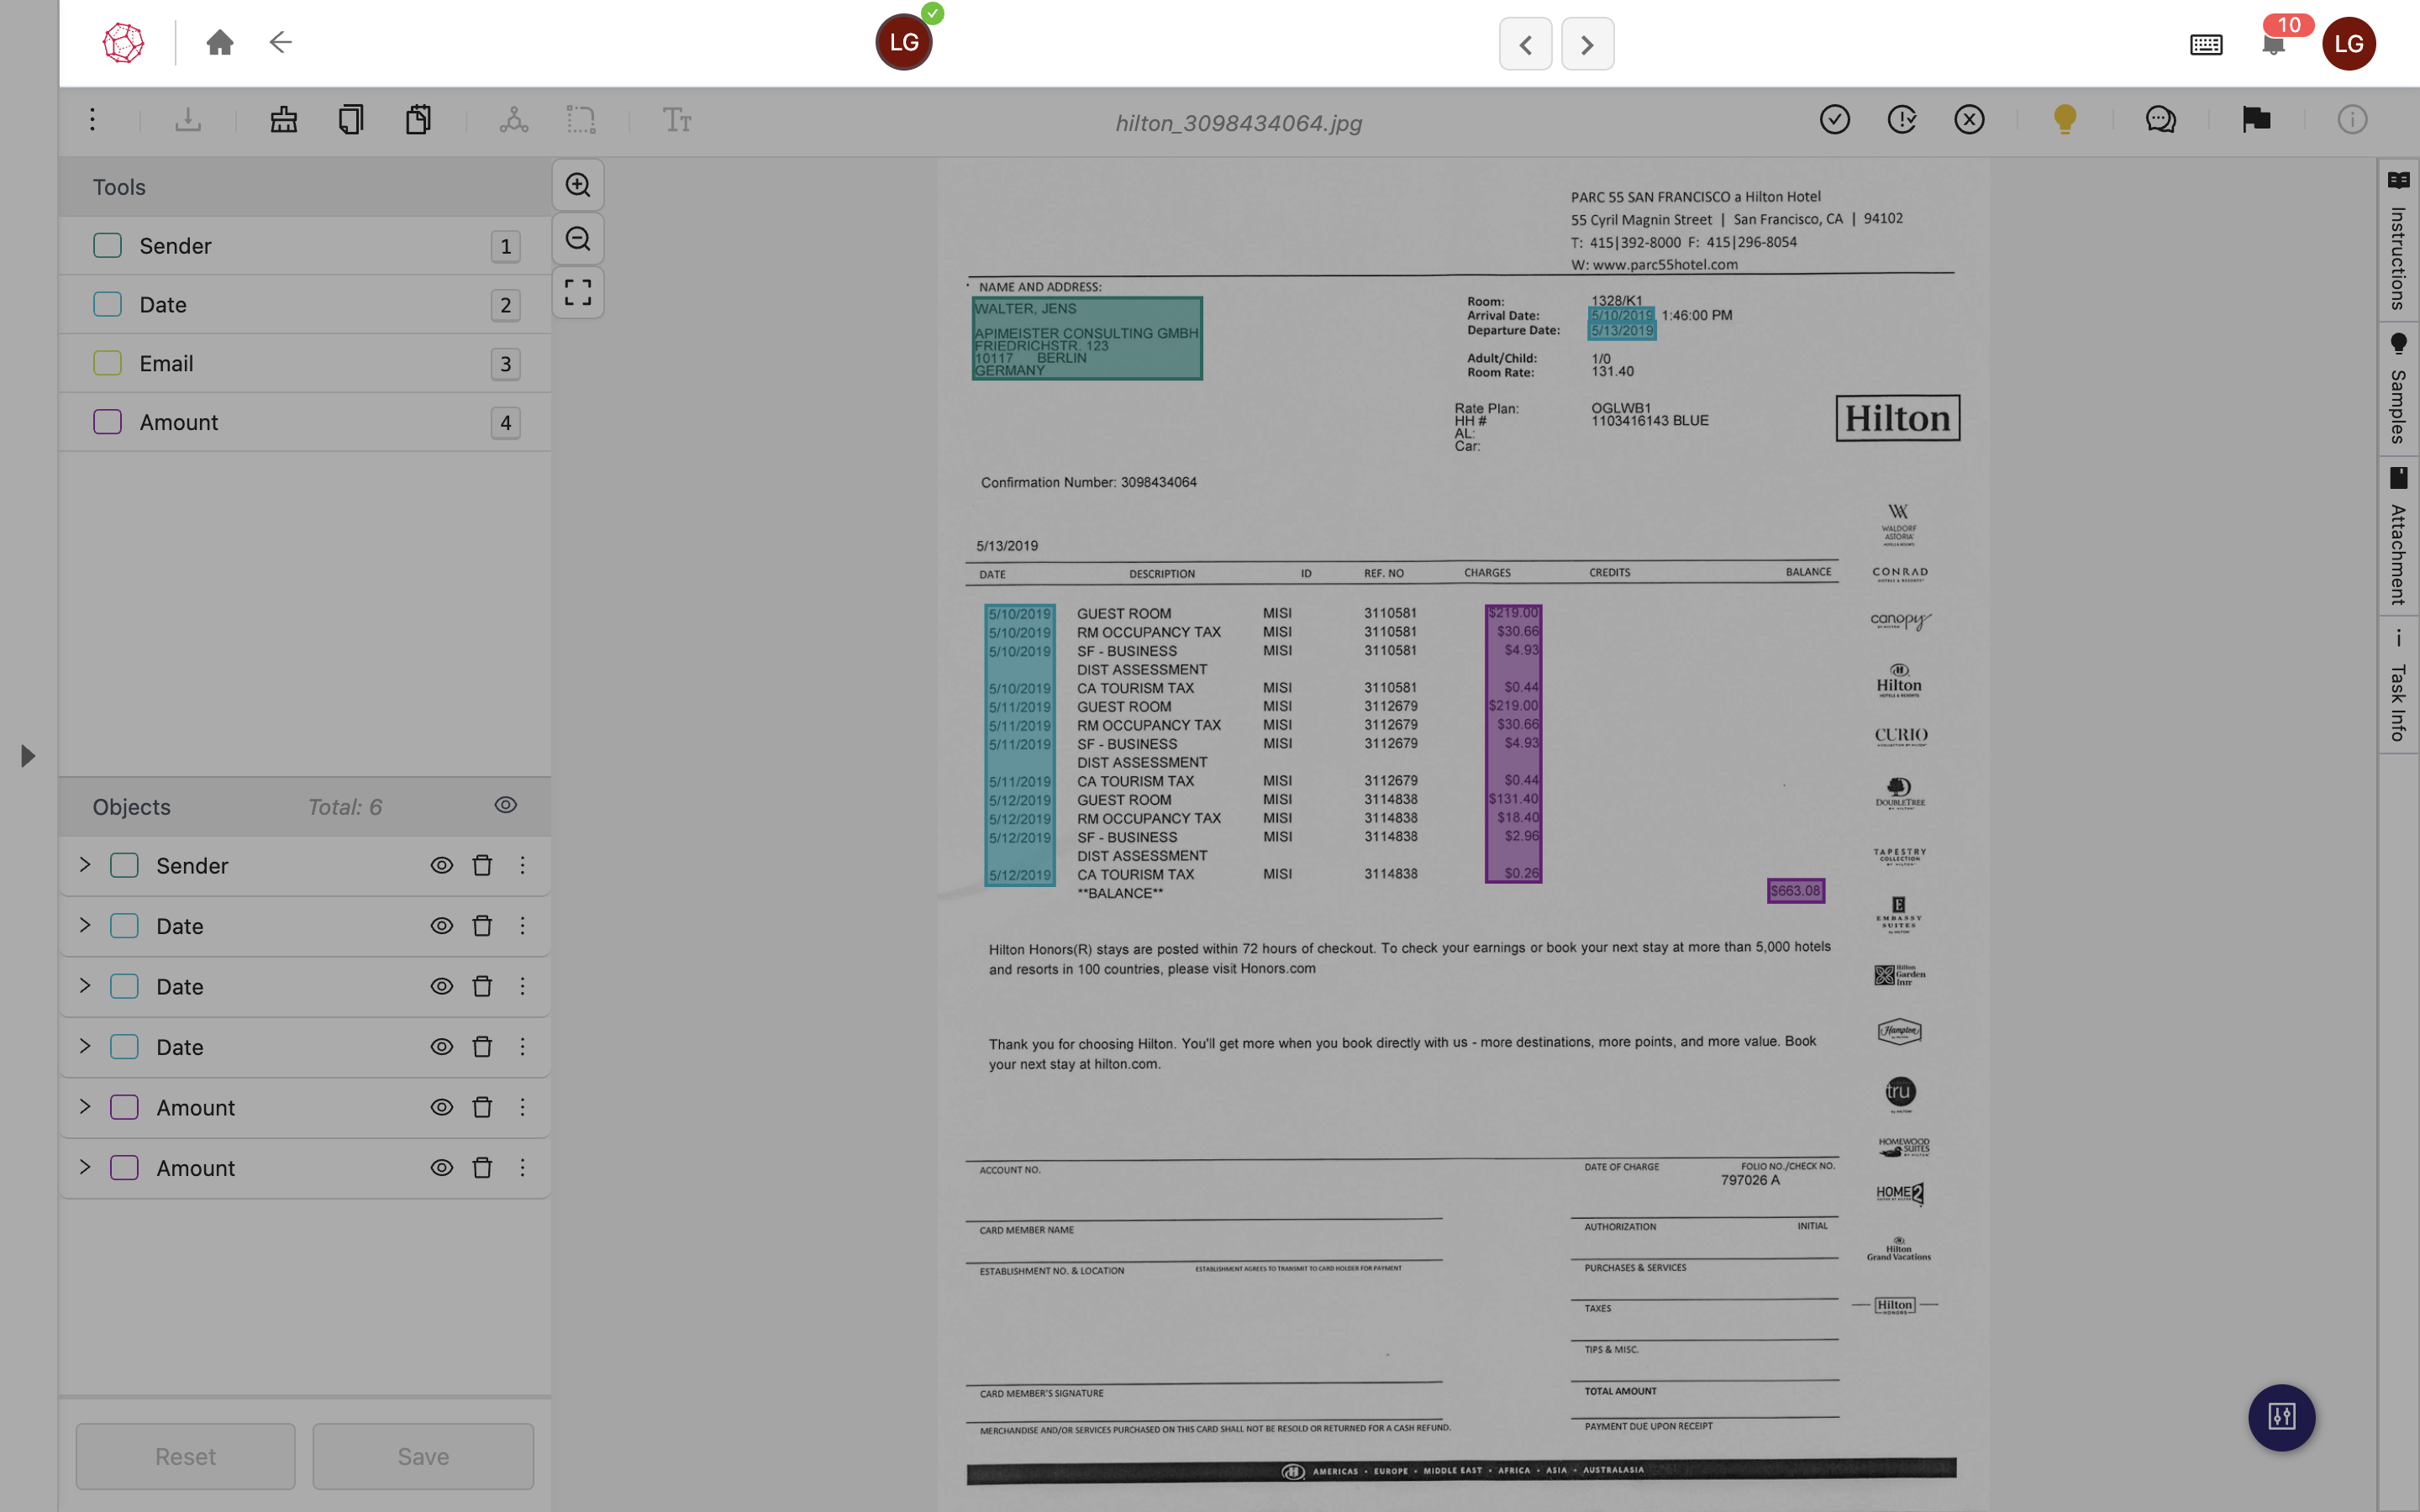 LG
10
LG
hilton_3098434064.jpg
Tools
Sender 1
Date 2
Email 3
Amount 4
Objects Total: 6
Sender
Date
Date
Date
Amount
Amount
Reset Save
Instructions
Samples
Attachment
Task Info
PARC 55 SAN FRANCISCO a Hilton Hotel
55 Cyril Magnin Street | San Francisco, CA | 94102
T: 415|392-8000 F: 415|296-8054
W: www.parc55hotel.com
NAME AND ADDRESS:
WALTER, JENS
APIMEISTER CONSULTING GMBH
FRIEDRICHSTR. 123
10117 BERLIN
GERMANY
Room: 1328/K1
Arrival Date: 5/10/2019 1:46:00 PM
Departure Date: 5/13/2019
Adult/Child: 1/0
Room Rate: 131.40
Rate Plan: OGLWB1
HH # 1103416143 BLUE
AL:
Car:
Hilton
Confirmation Number: 3098434064
5/13/2019
DATE DESCRIPTION ID REF. NO CHARGES CREDITS BALANCE
5/10/2019 GUEST ROOM MISI 3110581 $219.00
5/10/2019 RM OCCUPANCY TAX MISI 3110581 $30.66
5/10/2019 SF - BUSINESS MISI 3110581 $4.93
DIST ASSESSMENT
5/10/2019 CA TOURISM TAX MISI 3110581 $0.44
5/11/2019 GUEST ROOM MISI 3112679 $219.00
5/11/2019 RM OCCUPANCY TAX MISI 3112679 $30.66
5/11/2019 SF - BUSINESS MISI 3112679 $4.93
DIST ASSESSMENT
5/11/2019 CA TOURISM TAX MISI 3112679 $0.44
5/12/2019 GUEST ROOM MISI 3114838 $131.40
5/12/2019 RM OCCUPANCY TAX MISI 3114838 $18.40
5/12/2019 SF - BUSINESS MISI 3114838 $2.96
DIST ASSESSMENT
5/12/2019 CA TOURISM TAX MISI 3114838 $0.26
**BALANCE** $663.08
Hilton Honors(R) stays are posted within 72 hours of checkout. To check your earnings or book your next stay at more than 5,000 hotels
and resorts in 100 countries, please visit Honors.com
Thank you for choosing Hilton. You'll get more when you book directly with us - more destinations, more points, and more value. Book
your next stay at hilton.com.
WALDORF
ASTORIA
CONRAD
canopy
Hilton
CURIO
DOUBLETREE
TAPESTRY
COLLECTION
EMBASSY
SUITES
Hilton
Garden
Inn
Hampton
tru
HOMEWOOD
SUITES
HOME2
Hilton
Grand Vacations
Hilton
HONORS
ACCOUNT NO.
DATE OF CHARGE FOLIO NO./CHECK NO.
797026 A
CARD MEMBER NAME
AUTHORIZATION INITIAL
ESTABLISHMENT NO. & LOCATION ESTABLISHMENT AGREES TO TRANSMIT TO CARD HOLDER FOR PAYMENT
PURCHASES & SERVICES
TAXES
TIPS & MISC.
CARD MEMBER'S SIGNATURE
TOTAL AMOUNT
MERCHANDISE AND/OR SERVICES PURCHASED ON THIS CARD SHALL NOT BE RESOLD OR RETURNED FOR A CASH REFUND.
PAYMENT DUE UPON RECEIPT
AMERICAS • EUROPE • MIDDLE EAST • AFRICA • ASIA • AUSTRALASIA